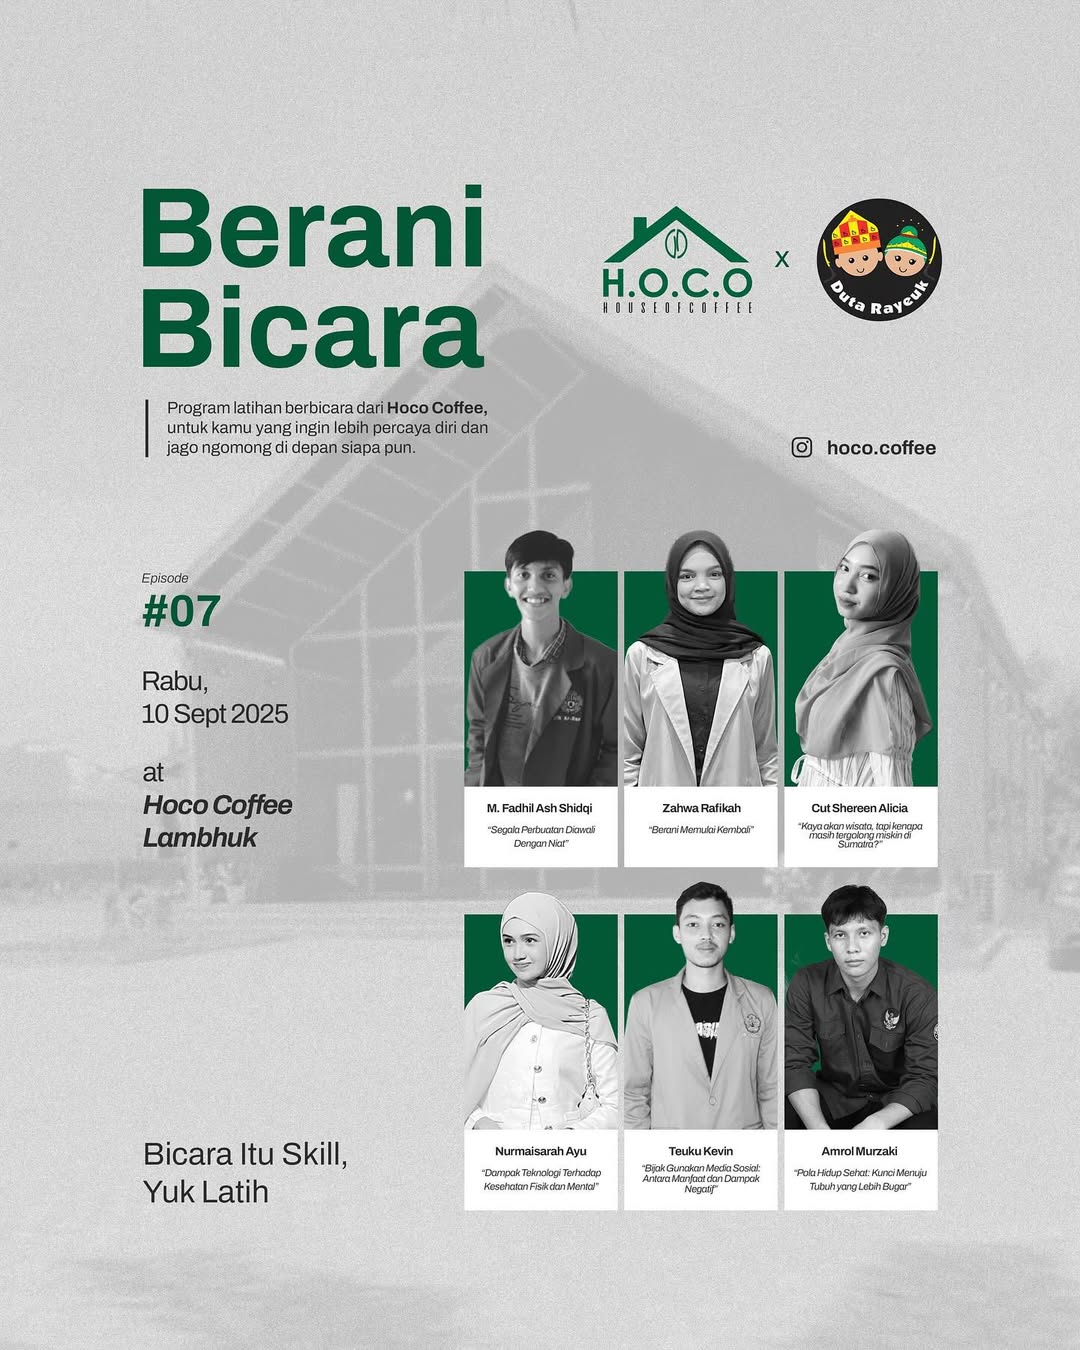 Berani
Bicara
H.O.C.O
HOUSEOFCOFFEE
x
Duta Rayeuk
Program latihan berbicara dari Hoco Coffee,
untuk kamu yang ingin lebih percaya diri dan
jago ngomong di depan siapa pun.
hoco.coffee
Episode
#07
Rabu,
10 Sept 2025
at
Hoco Coffee
Lambhuk
M. Fadhil Ash Shidqi
“Segala Perbuatan Diawali
Dengan Niat”
Zahwa Rafikah
“Berani Memulai Kembali”
Cut Shereen Alicia
“Kaya akan wisata, tapi kenapa
masih tergolong miskin di
Sumatra?”
Nurmaisarah Ayu
“Dampak Teknologi Terhadap
Kesehatan Fisik dan Mental”
Teuku Kevin
“Bijak Gunakan Media Sosial:
Antara Manfaat dan Dampak
Negatif”
Amrol Murzaki
“Pola Hidup Sehat: Kunci Menuju
Tubuh yang Lebih Bugar”
Bicara Itu Skill,
Yuk Latih